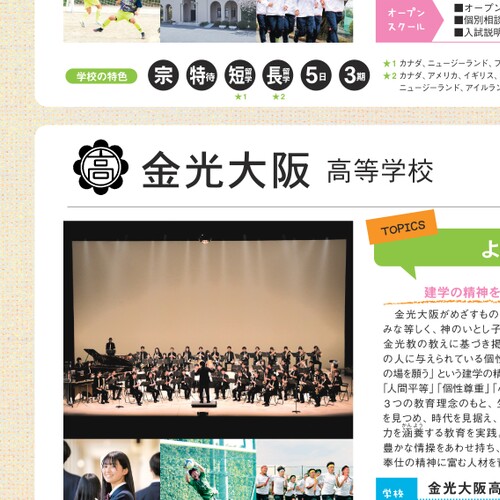 オープン
スクール
■オープン
■個別相談
■入試説明
学校の特色
宗
特待
短留学
長留学
5日
3期
★1
★2
★1 カナダ、ニュージーランド、フ
★2 カナダ、アメリカ、イギリス、
ニュージーランド、アイルラン
高
金光大阪 高等学校
TOPICS
よ
建学の精神を
金光大阪がめざすもの
みな等しく、神のいとし子
金光教の教えに基づき掲
の人に与えられている個性
の場を願う」という建学の精
「人間平等」「個性尊重」「
3つの教育理念のもと、生
を見つめ、時代を見据え、
かんよう
力を涵養する教育を実践。
豊かな情操をあわせ持ち、
奉仕の精神に富む人材を育
学校
金光大阪高